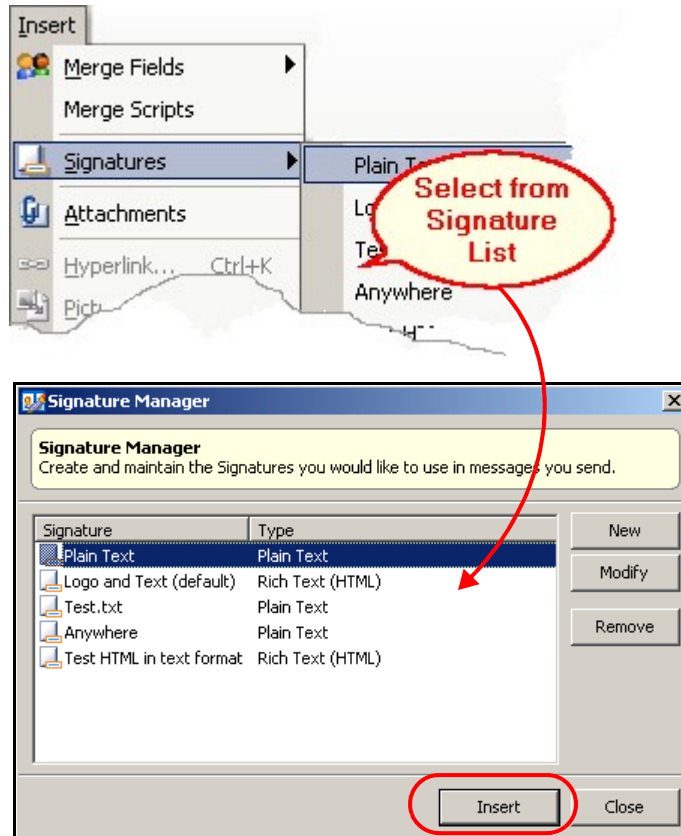 Insert
Merge Fields
Merge Scripts
Signatures
Plain
Select from
Signature
List
Attachments
Hyperlink... Ctrl+K
Anywhere
Signature Manager
Signature Manager
Create and maintain the Signatures you would like to use in messages you send.
Signature Type
Plain Text Plain Text
Logo and Text (default) Rich Text (HTML)
Test.txt Plain Text
Anywhere Plain Text
Test HTML in text format Rich Text (HTML)
New
Modify
Remove
Insert Close